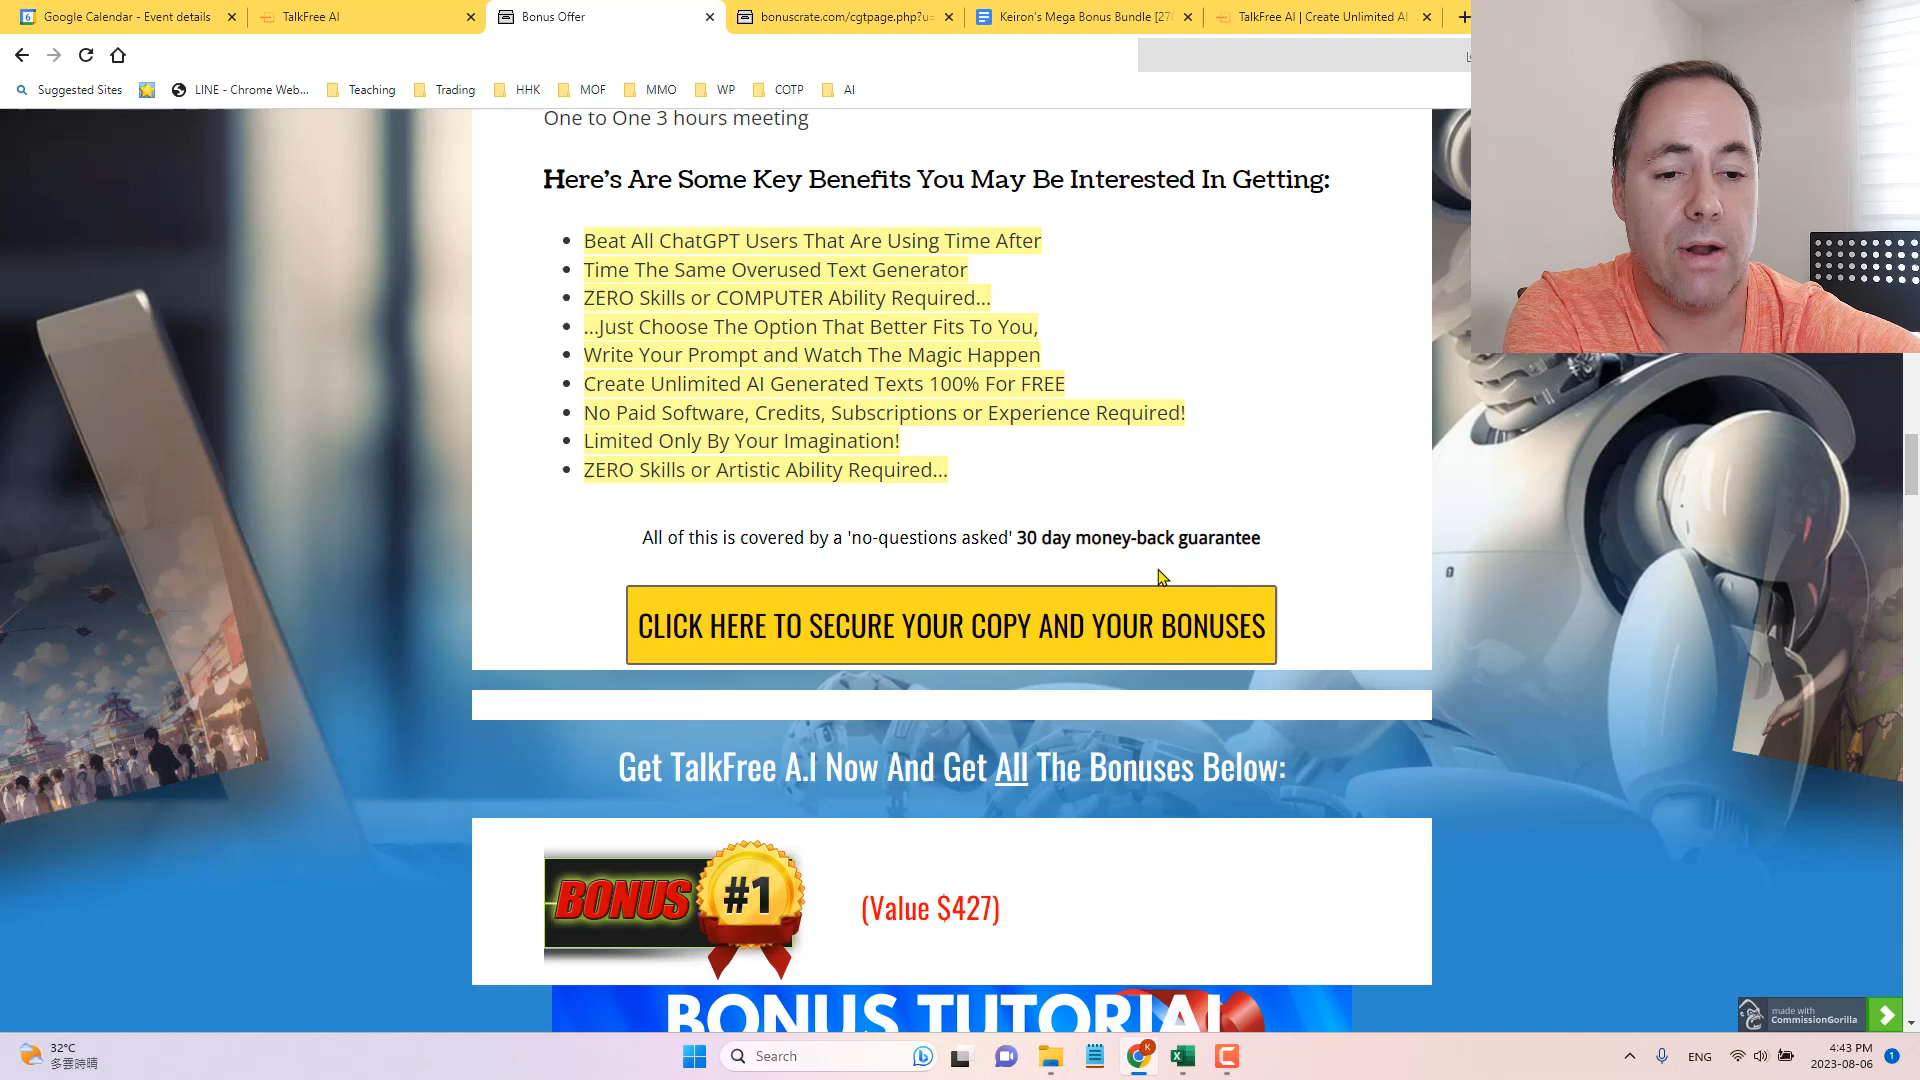 Google Calendar - Event details
TalkFree AI
Bonus Offer
bonuscrate.com/cgtpage.php?u=
Keiron's Mega Bonus Bundle [27
TalkFree AI | Create Unlimited AI
Suggested Sites
LINE - Chrome Web...
Teaching
Trading
HHK
MOF
MMO
WP
COTP
AI
One to One 3 hours meeting
Here's Are Some Key Benefits You May Be Interested In Getting:
Beat All ChatGPT Users That Are Using Time After
Time The Same Overused Text Generator
ZERO Skills or COMPUTER Ability Required...
...Just Choose The Option That Better Fits To You,
Write Your Prompt and Watch The Magic Happen
Create Unlimited AI Generated Texts 100% For FREE
No Paid Software, Credits, Subscriptions or Experience Required!
Limited Only By Your Imagination!
ZERO Skills or Artistic Ability Required...
All of this is covered by a 'no-questions asked' 30 day money-back guarantee
CLICK HERE TO SECURE YOUR COPY AND YOUR BONUSES
Get TalkFree A.I Now And Get All The Bonuses Below:
BONUS #1
(Value $427)
BONUS TUTORIAL
made with
CommissionGorilla
32°C
多雲時晴
Search
ENG
4:43 PM
2023-08-06
1